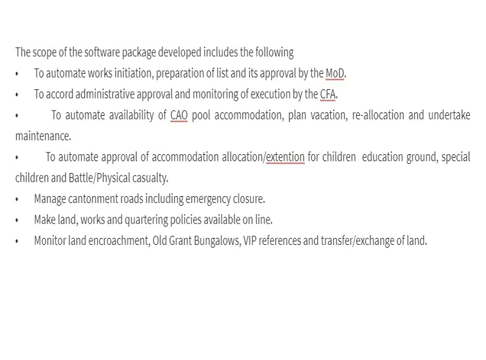 The scope of the software package developed includes the following
• To automate works initiation, preparation of list and its approval by the MoD.
• To accord administrative approval and monitoring of execution by the CFA.
• To automate availability of CAO pool accommodation, plan vacation, re-allocation and undertake
maintenance.
• To automate approval of accommodation allocation/extention for children education ground, special
children and Battle/Physical casualty.
• Manage cantonment roads including emergency closure.
• Make land, works and quartering policies available on line.
• Monitor land encroachment, Old Grant Bungalows, VIP references and transfer/exchange of land.